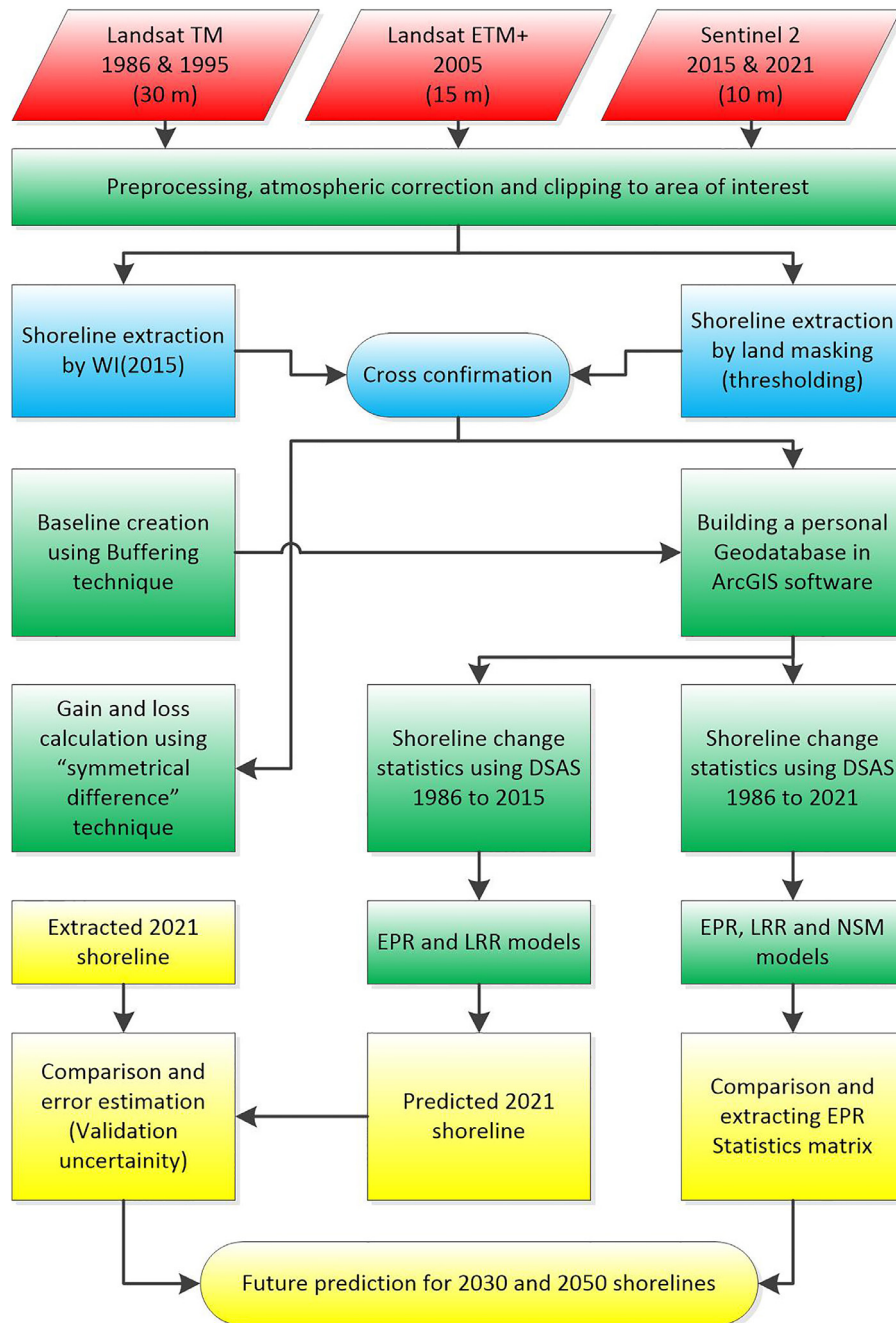 Landsat TM
1986 & 1995
(30 m)
Landsat ETM+
2005
(15 m)
Sentinel 2
2015 & 2021
(10 m)
Preprocessing, atmospheric correction and clipping to area of interest
Shoreline extraction
by WI(2015)
Cross confirmation
Shoreline extraction
by land masking
(thresholding)
Baseline creation
using Buffering
technique
Building a personal
Geodatabase in
ArcGIS software
Gain and loss
calculation using
“symmetrical
difference”
technique
Shoreline change
statistics using DSAS
1986 to 2015
Shoreline change
statistics using DSAS
1986 to 2021
Extracted 2021
shoreline
EPR and LRR models
EPR, LRR and NSM
models
Comparison and
error estimation
(Validation
uncertainity)
Predicted 2021
shoreline
Comparison and
extracting EPR
Statistics matrix
Future prediction for 2030 and 2050 shorelines